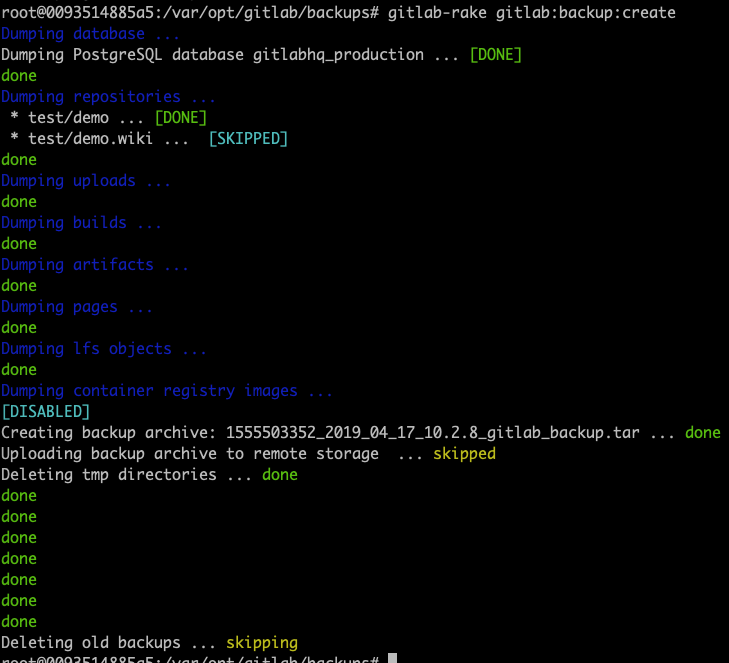 root@0093514885a5:/var/opt/gitlab/backups# gitlab-rake gitlab:backup:create
Dumping database ...
Dumping PostgreSQL database gitlabhq_production ... [DONE]
done
Dumping repositories ...
* test/demo ... [DONE]
* test/demo.wiki ...  [SKIPPED]
done
Dumping uploads ...
done
Dumping builds ...
done
Dumping artifacts ...
done
Dumping pages ...
done
Dumping lfs objects ...
done
Dumping container registry images ...
[DISABLED]
Creating backup archive: 1555503352_2019_04_17_10.2.8_gitlab_backup.tar ... done
Uploading backup archive to remote storage  ... skipped
Deleting tmp directories ... done
done
done
done
done
done
done
done
Deleting old backups ... skipping
root@0093514885a5:/var/opt/gitlab/backups#